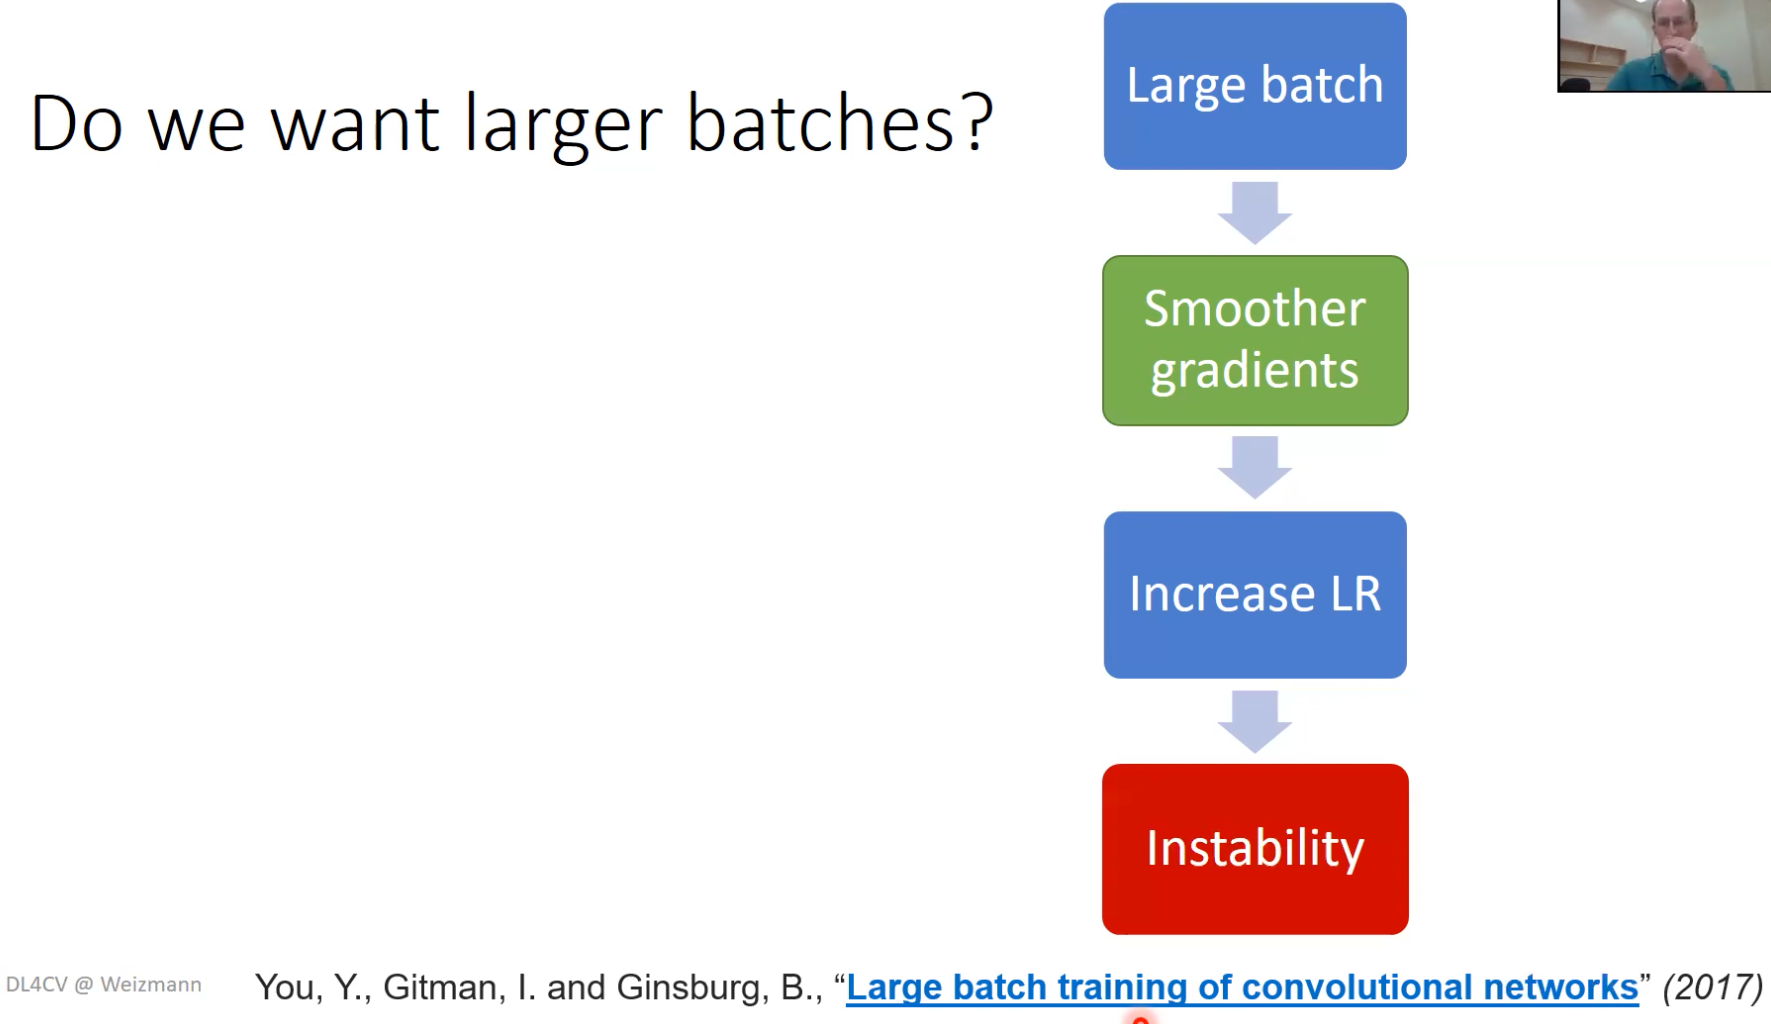 Do we want larger batches?
Large batch
Smoother
gradients
Increase LR
Instability
DL4CV @ Weizmann
You, Y., Gitman, I. and Ginsburg, B., “Large batch training of convolutional networks” (2017)